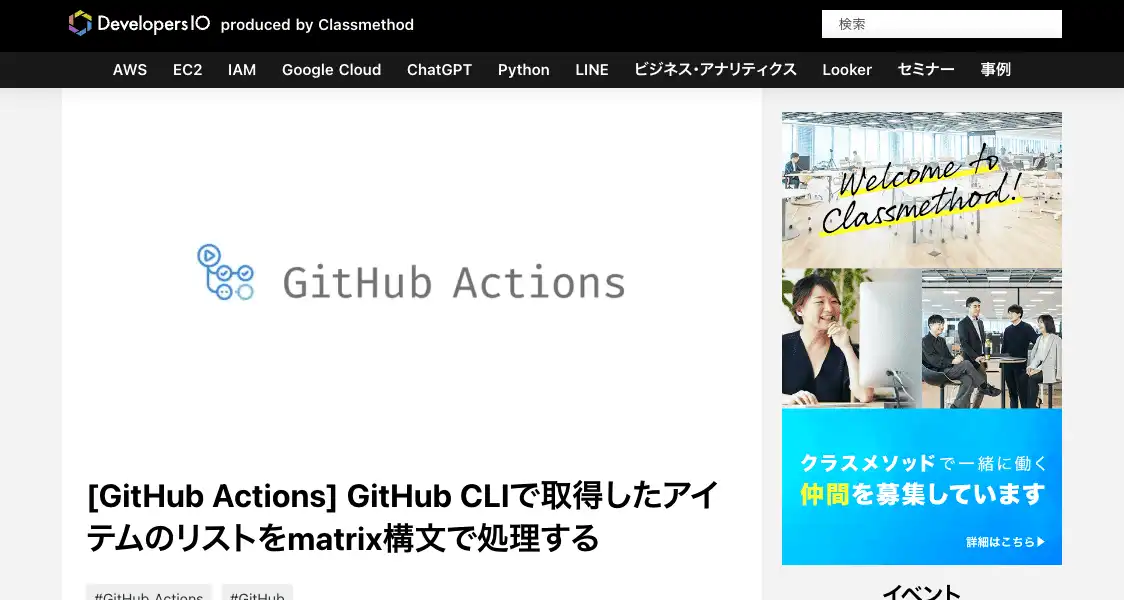 DevelopersIO produced by Classmethod
検索
AWS EC2 IAM Google Cloud ChatGPT Python LINE ビジネス・アナリティクス Looker セミナー 事例
GitHub Actions
[GitHub Actions] GitHub CLIで取得したアイ
テムのリストをmatrix構文で処理する
#GitHub Actions #GitHub
Welcome to
Classmethod!
クラスメソッドで一緒に働く
仲間を募集しています
詳細はこちら▶
イベント